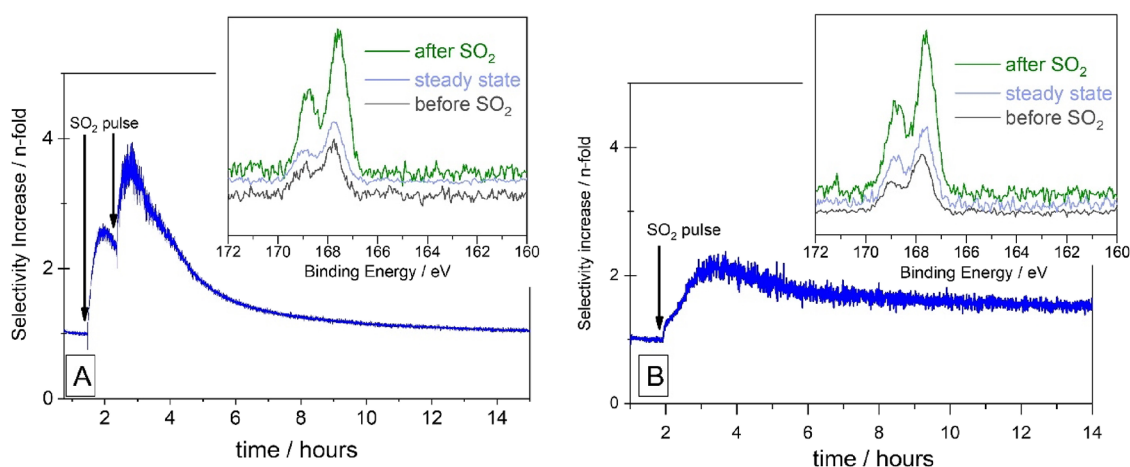 after SO₂
steady state
before SO₂
172 170 168 166 164 162 160
Binding Energy / eV
SO₂ pulse
Selectivity Increase / n-fold
4
2
0
A
2 4 6 8 10 12 14
time / hours
after SO₂
steady state
before SO₂
172 170 168 166 164 162 160
Binding Energy / eV
SO₂ pulse
Selectivity increase / n-fold
4
2
0
B
2 4 6 8 10 12 14
time / hours